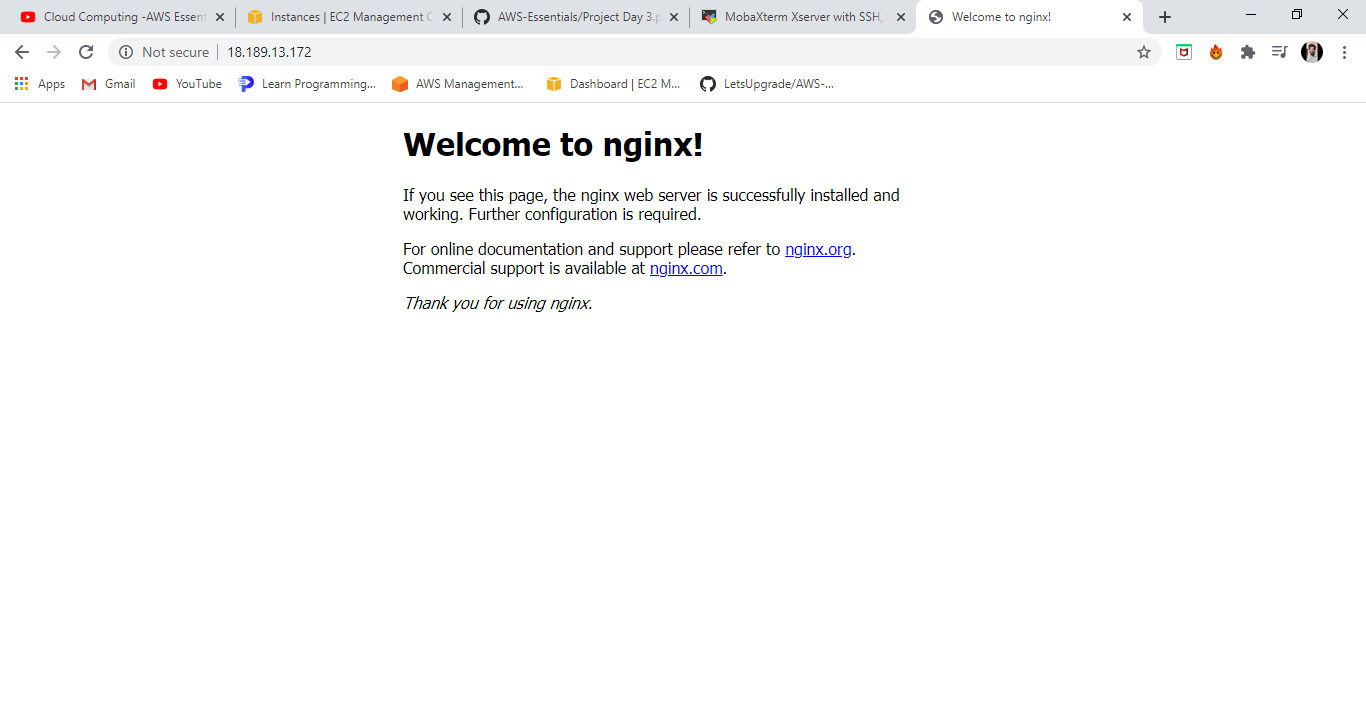 Cloud Computing -AWS Essent
Instances | EC2 Management C
AWS-Essentials/Project Day 3.p
MobaXterm Xserver with SSH,
Welcome to nginx!
Not secure
18.189.13.172
Apps
Gmail
YouTube
Learn Programming...
AWS Management...
Dashboard | EC2 M...
LetsUpgrade/AWS-...
Welcome to nginx!
If you see this page, the nginx web server is successfully installed and
working. Further configuration is required.
For online documentation and support please refer to nginx.org.
Commercial support is available at nginx.com.
Thank you for using nginx.